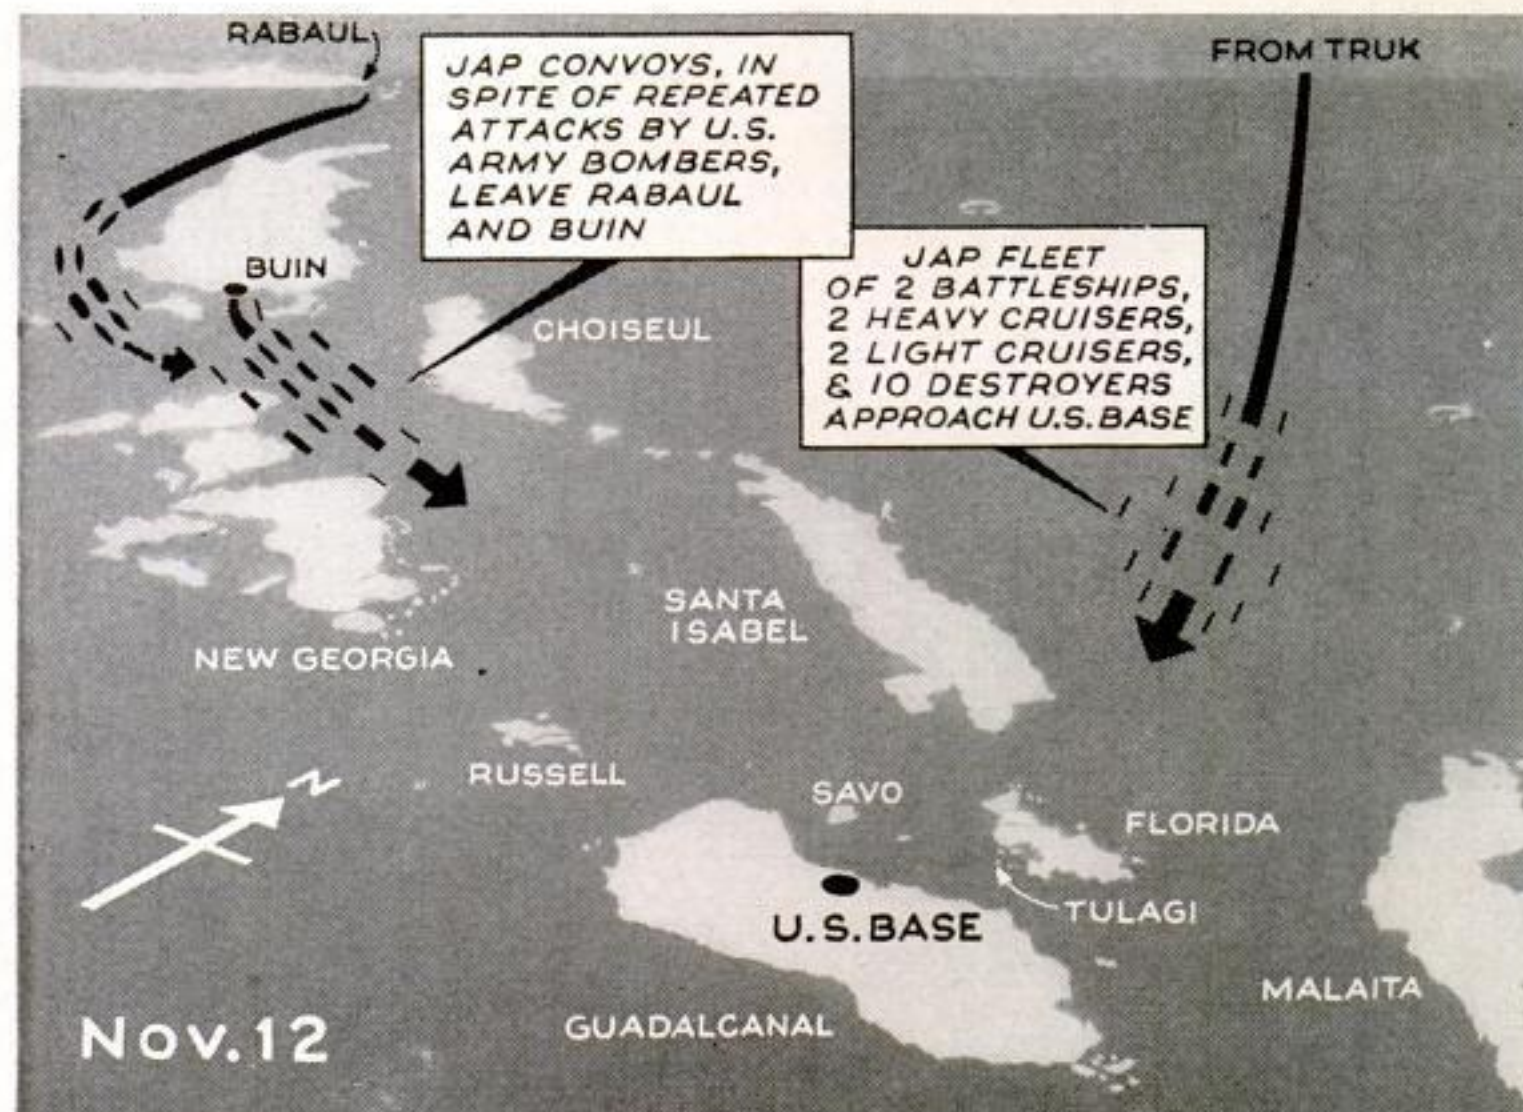 RABAUL
JAP CONVOYS, IN
SPITE OF REPEATED
ATTACKS BY U.S.
ARMY BOMBERS,
LEAVE RABAUL
AND BUIN
FROM TRUK
JAP FLEET
OF 2 BATTLESHIPS,
2 HEAVY CRUISERS,
2 LIGHT CRUISERS,
& 10 DESTROYERS
APPROACH U.S. BASE
BUIN
CHOISEUL
SANTA
ISABEL
NEW GEORGIA
RUSSELL
N
SAVO
FLORIDA
TULAGI
U.S. BASE
MALAITA
GUADALCANAL
Nov. 12